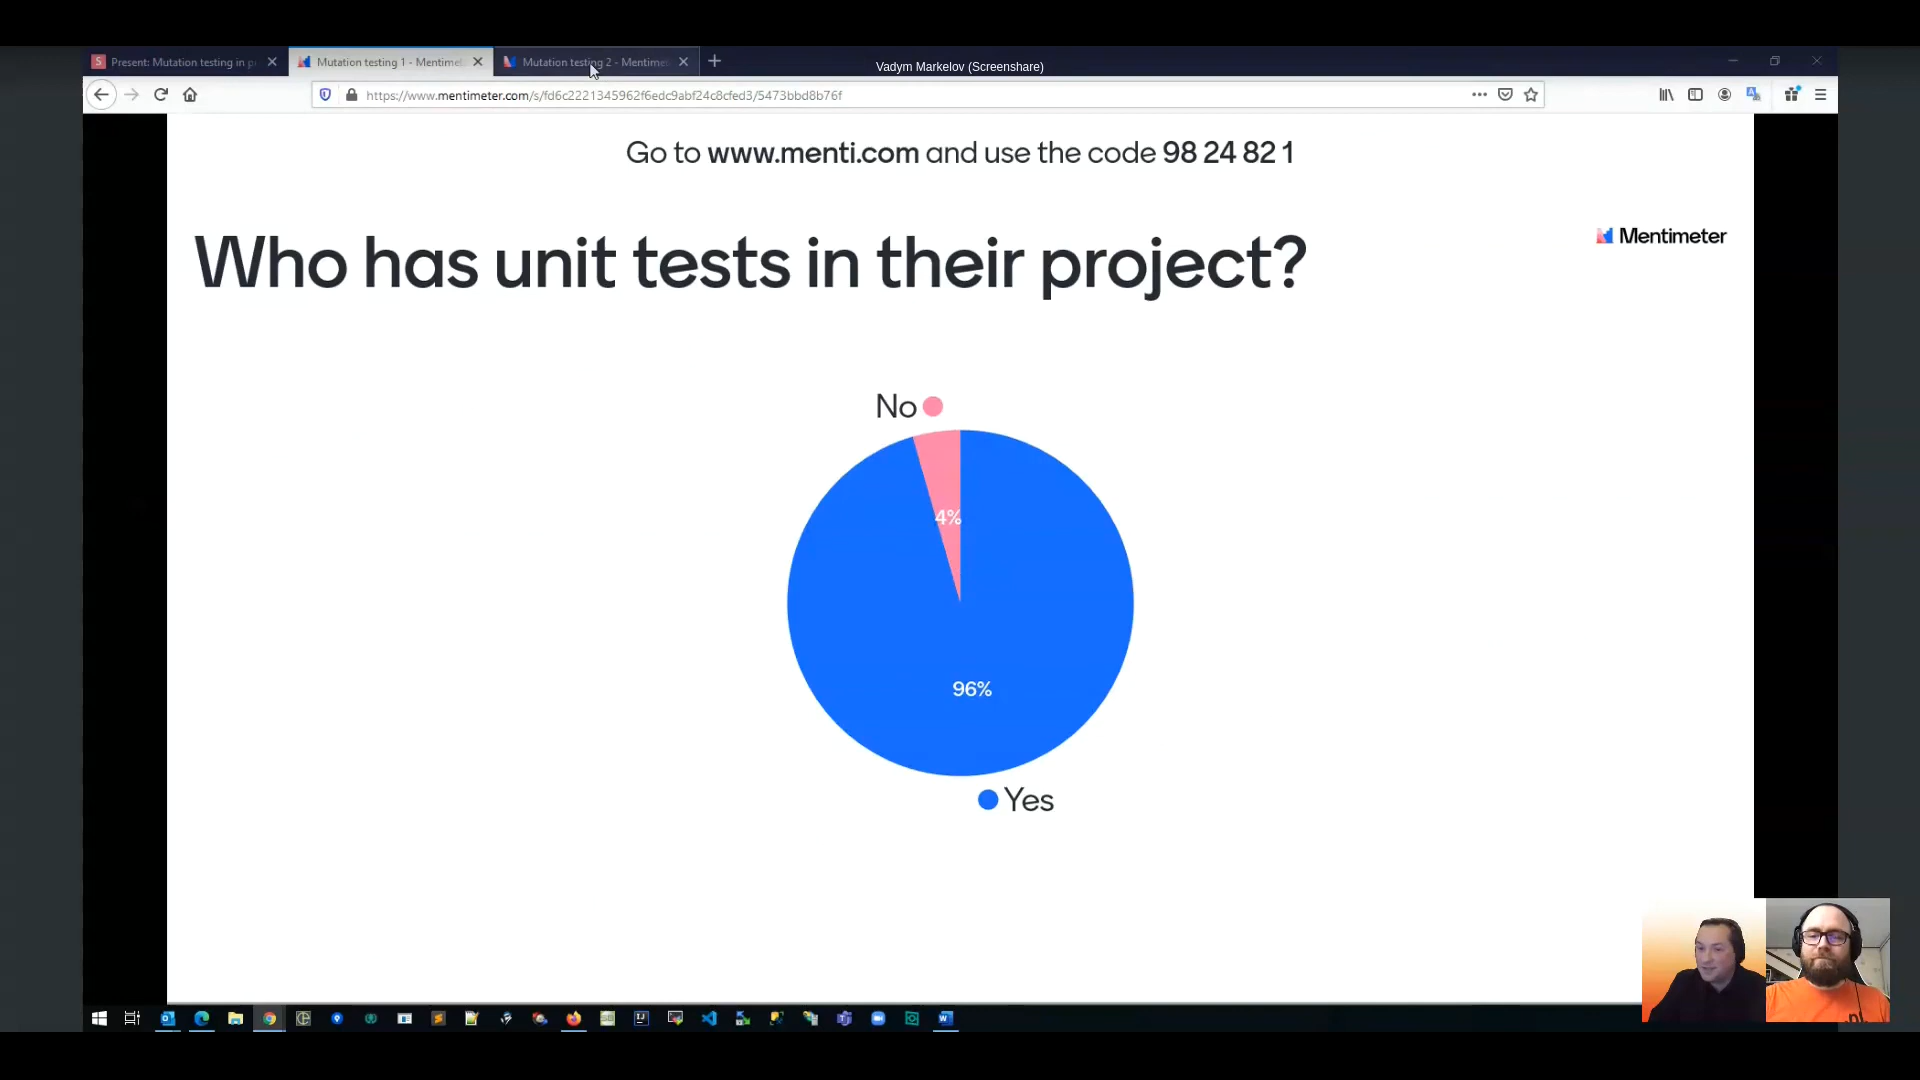 Present: Mutation testing in p
Mutation testing 1 - Mentime
Mutation testing 2 - Mentime
Vadym Markelov (Screenshare)
https://www.mentimeter.com/s/fd6c2221345962f6edc9abf24c8cfed3/5473bbd8b76f
Go to www.menti.com and use the code 98 24 82 1
Who has unit tests in their project?
Mentimeter
No
4%
96%
Yes